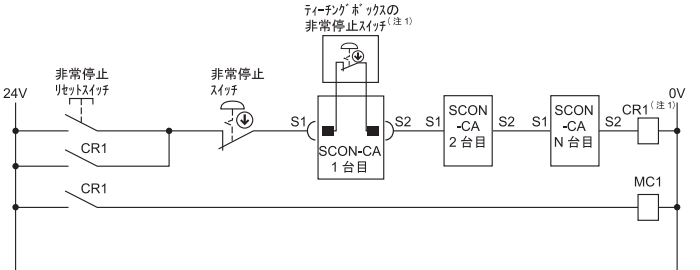 ティーチングボックスの
非常停止スイッチ(注1)
非常停止
リセットスイッチ
非常停止
スイッチ
24V
0V
CR1(注1)
S1
S2
S1
SCON
-CA
2 台目
S2
S1
SCON
-CA
N 台目
S2
CR1
SCON-CA
1 台目
CR1
MC1